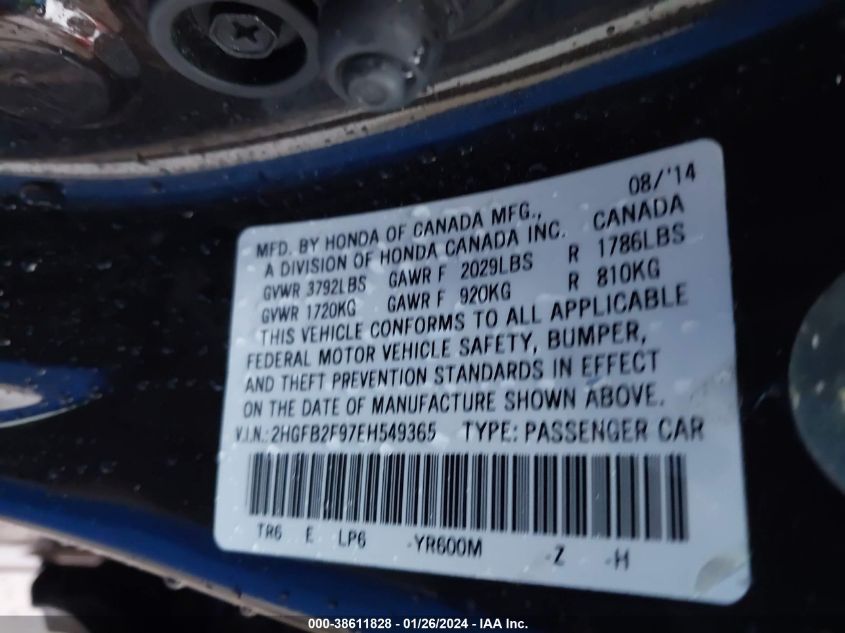 08/'14
MFD. BY HONDA OF CANADA MFG.,
A DIVISION OF HONDA CANADA INC. CANADA
GVWR 3792LBS GAWR F 2029LBS R 1786LBS
GVWR 1720KG GAWR F 920KG R 810KG
THIS VEHICLE CONFORMS TO ALL APPLICABLE
FEDERAL MOTOR VEHICLE SAFETY, BUMPER,
AND THEFT PREVENTION STANDARDS IN EFFECT
ON THE DATE OF MANUFACTURE SHOWN ABOVE.
V.I.N.: 2HGFB2F97EH549365 TYPE: PASSENGER CAR
TR6 E LP6 -YR600M -Z -H
000-38611828 - 01/26/2024 - IAA Inc.